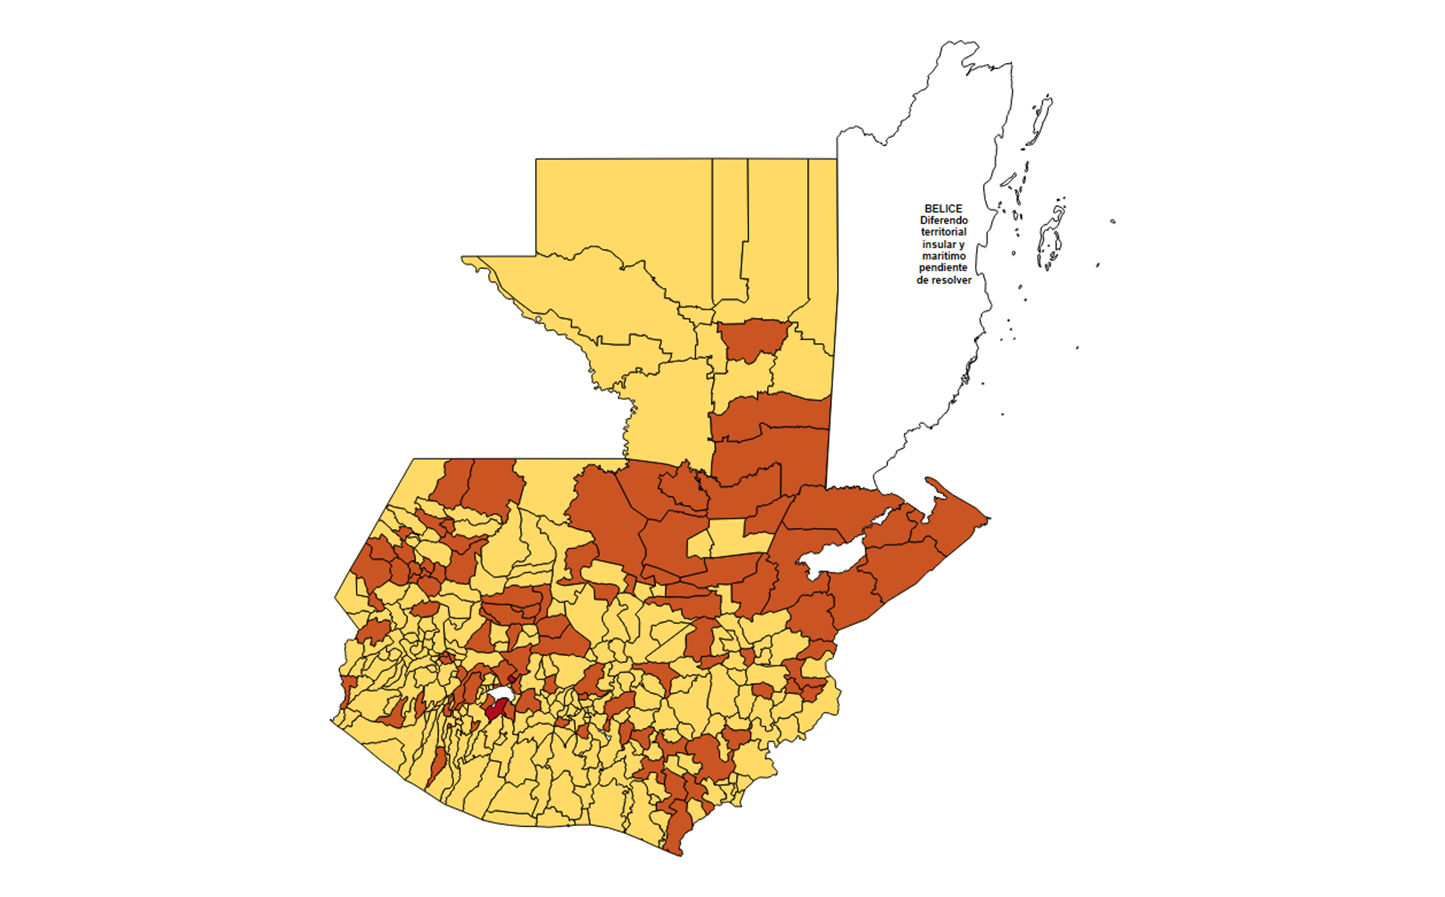 BELICE
Diferendo
territorial
insular y
maritimo
pendiente
de resolver